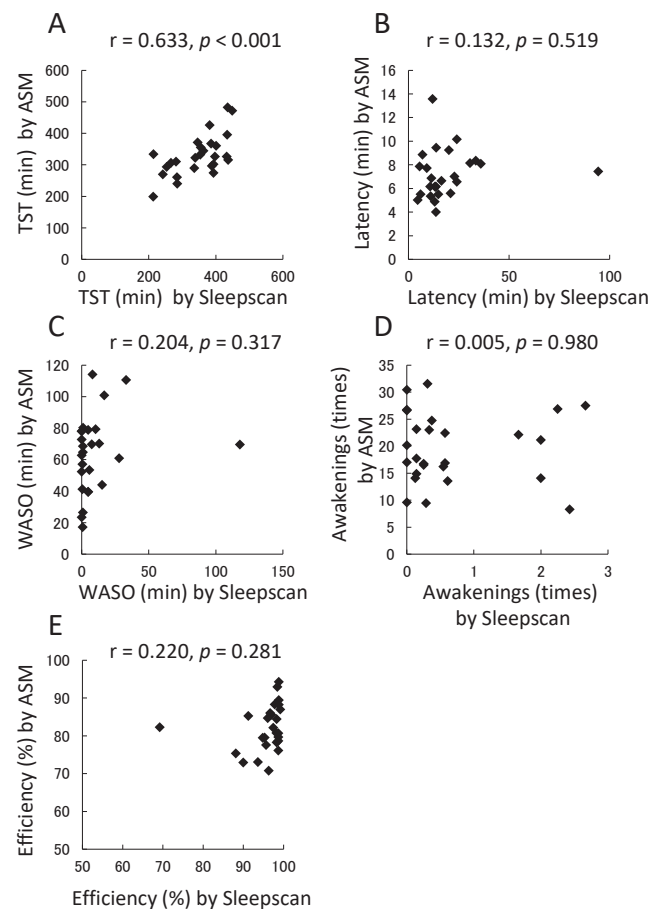 A
r = 0.633, p < 0.001
TST (min) by ASM
600
500
400
300
200
100
0
0 200 400 600
TST (min) by Sleepscan
B
r = 0.132, p = 0.519
Latency (min) by ASM
16
14
12
10
8
6
4
2
0
0 50 100
Latency (min) by Sleepscan
C
r = 0.204, p = 0.317
WASO (min) by ASM
120
100
80
60
40
20
0
0 50 100 150
WASO (min) by Sleepscan
D
r = 0.005, p = 0.980
Awakenings (times)
by ASM
35
30
25
20
15
10
5
0
0 1 2 3
Awakenings (times)
by Sleepscan
E
r = 0.220, p = 0.281
Efficiency (%) by ASM
100
90
80
70
60
50
50 60 70 80 90 100
Efficiency (%) by Sleepscan